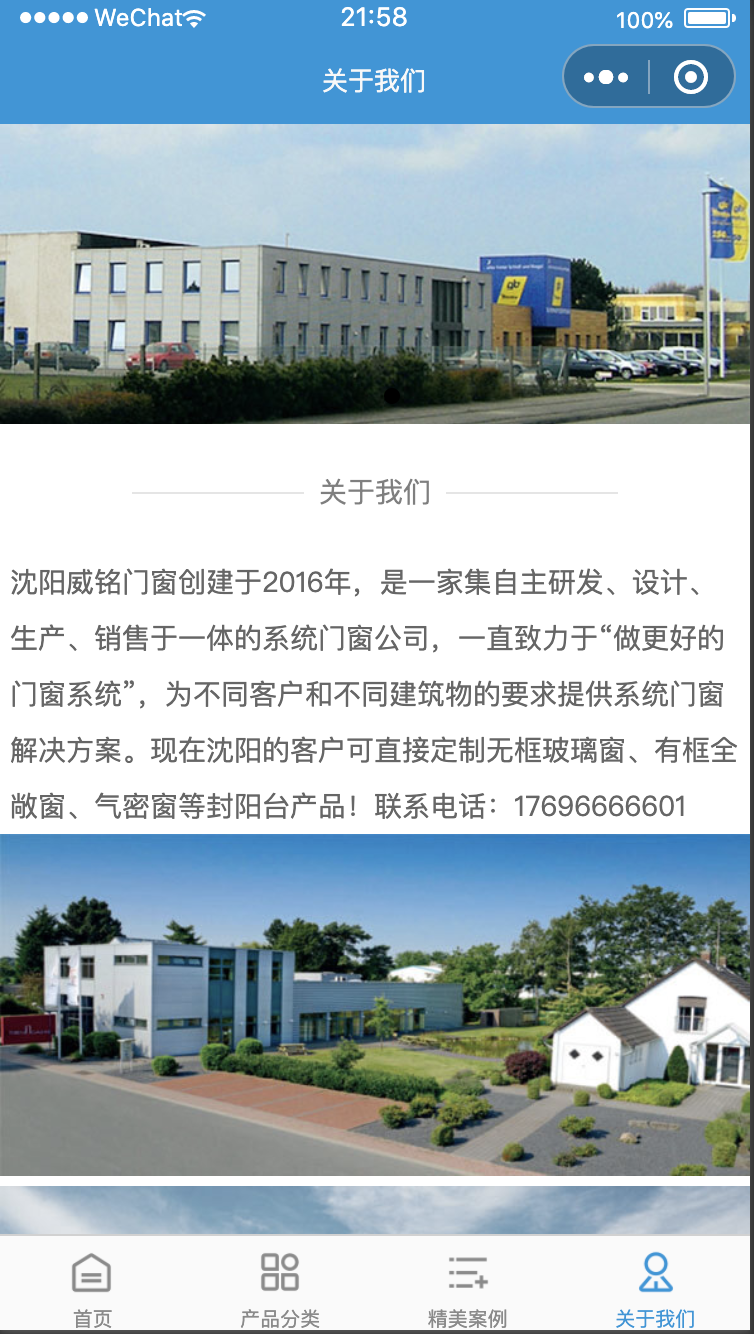 WeChat
21:58
100%
关于我们
关于我们
沈阳威铭门窗创建于2016年，是一家集自主研发、设计、
生产、销售于一体的系统门窗公司，一直致力于“做更好的
门窗系统”，为不同客户和不同建筑物的要求提供系统门窗
解决方案。现在沈阳的客户可直接定制无框玻璃窗、有框全
敞窗、气密窗等封阳台产品！联系电话：17696666601
首页
产品分类
精美案例
关于我们